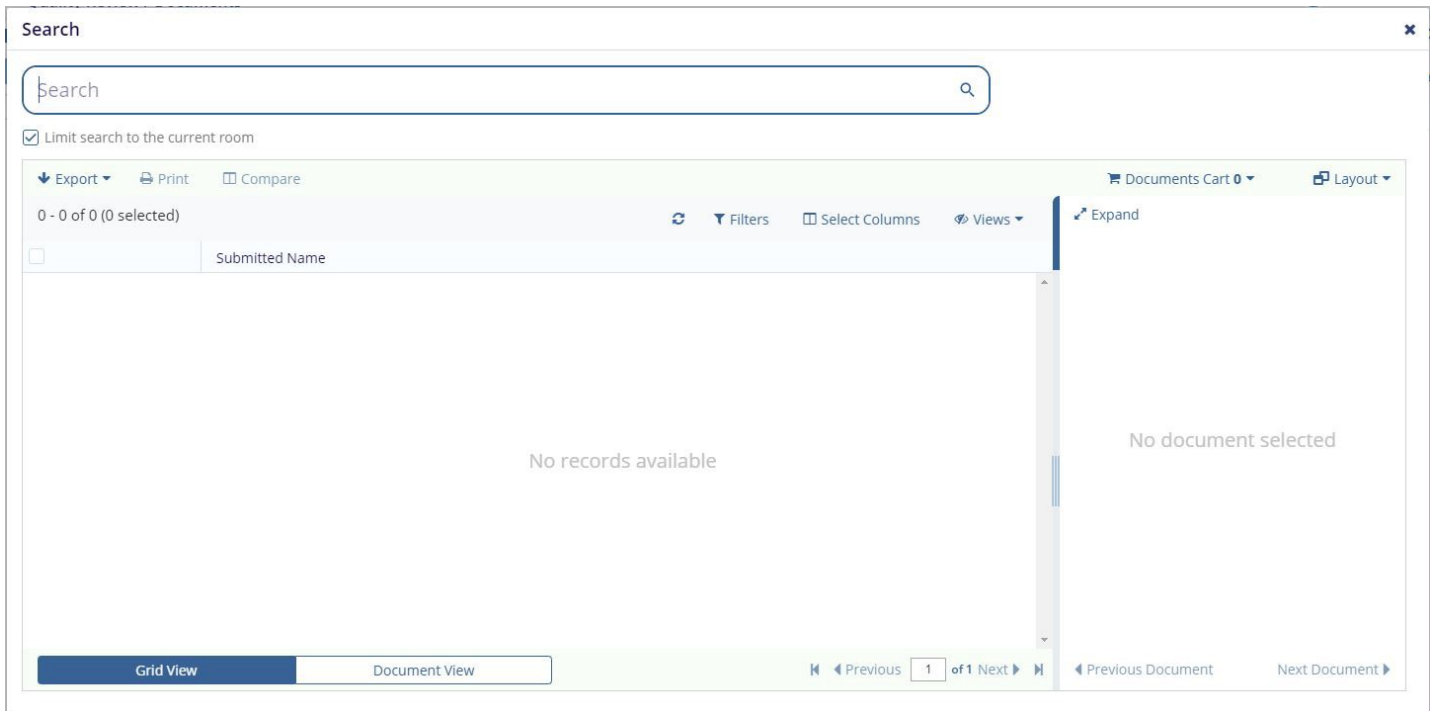 Search
Search
Limit search to the current room
Export Print Compare Documents Cart 0 Layout
0 - 0 of 0 (0 selected) Filters Select Columns Views Expand
Submitted Name
No document selected
No records available
Grid View Document View Previous 1 of 1 Next Previous Document Next Document